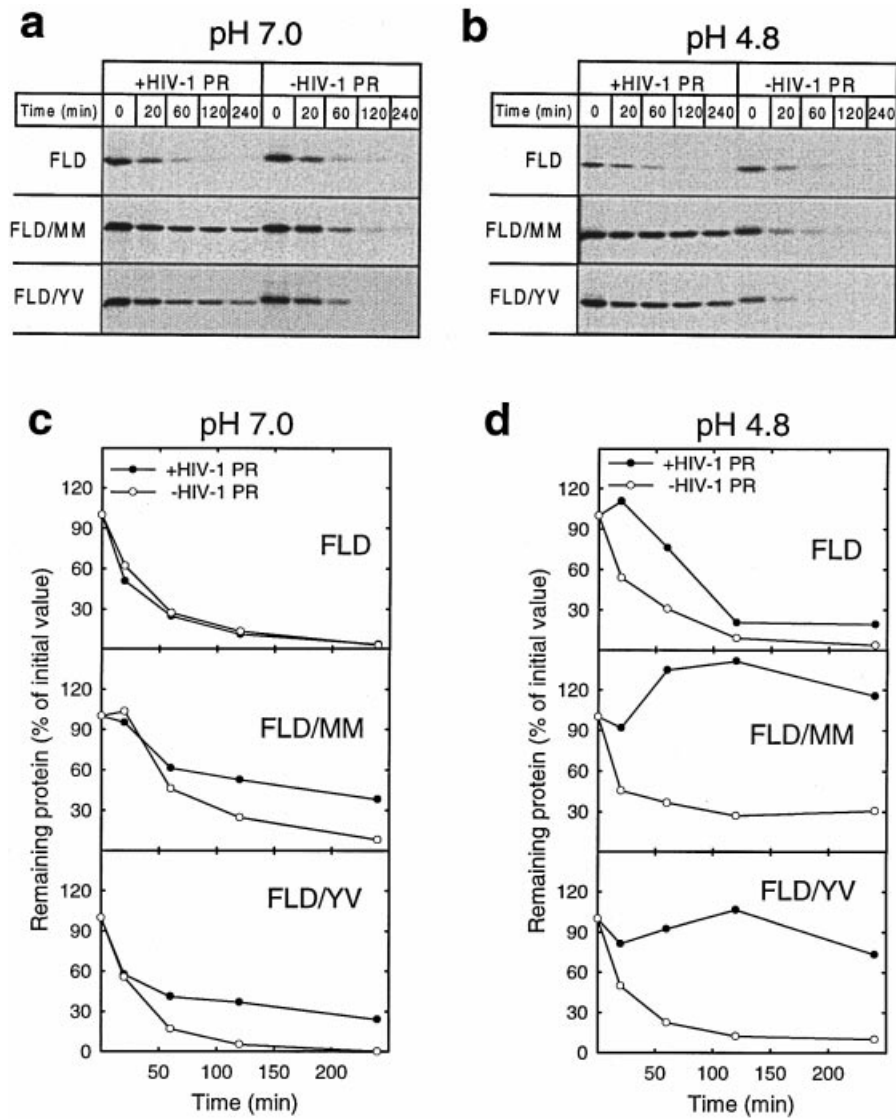 a
pH 7.0
+HIV-1 PR -HIV-1 PR
Time (min) 0 20 60 120 240 0 20 60 120 240
FLD
FLD/MM
FLD/YV
b
pH 4.8
+HIV-1 PR -HIV-1 PR
Time (min) 0 20 60 120 240 0 20 60 120 240
FLD
FLD/MM
FLD/YV
c
pH 7.0
+HIV-1 PR
-HIV-1 PR
FLD
FLD/MM
FLD/YV
120
90
60
30
120
90
60
30
120
90
60
30
0
50 100 150 200
Remaining protein (% of initial value)
Time (min)
d
pH 4.8
+HIV-1 PR
-HIV-1 PR
FLD
FLD/MM
FLD/YV
120
90
60
30
120
90
60
30
120
90
60
30
0
50 100 150 200
Remaining protein (% of initial value)
Time (min)